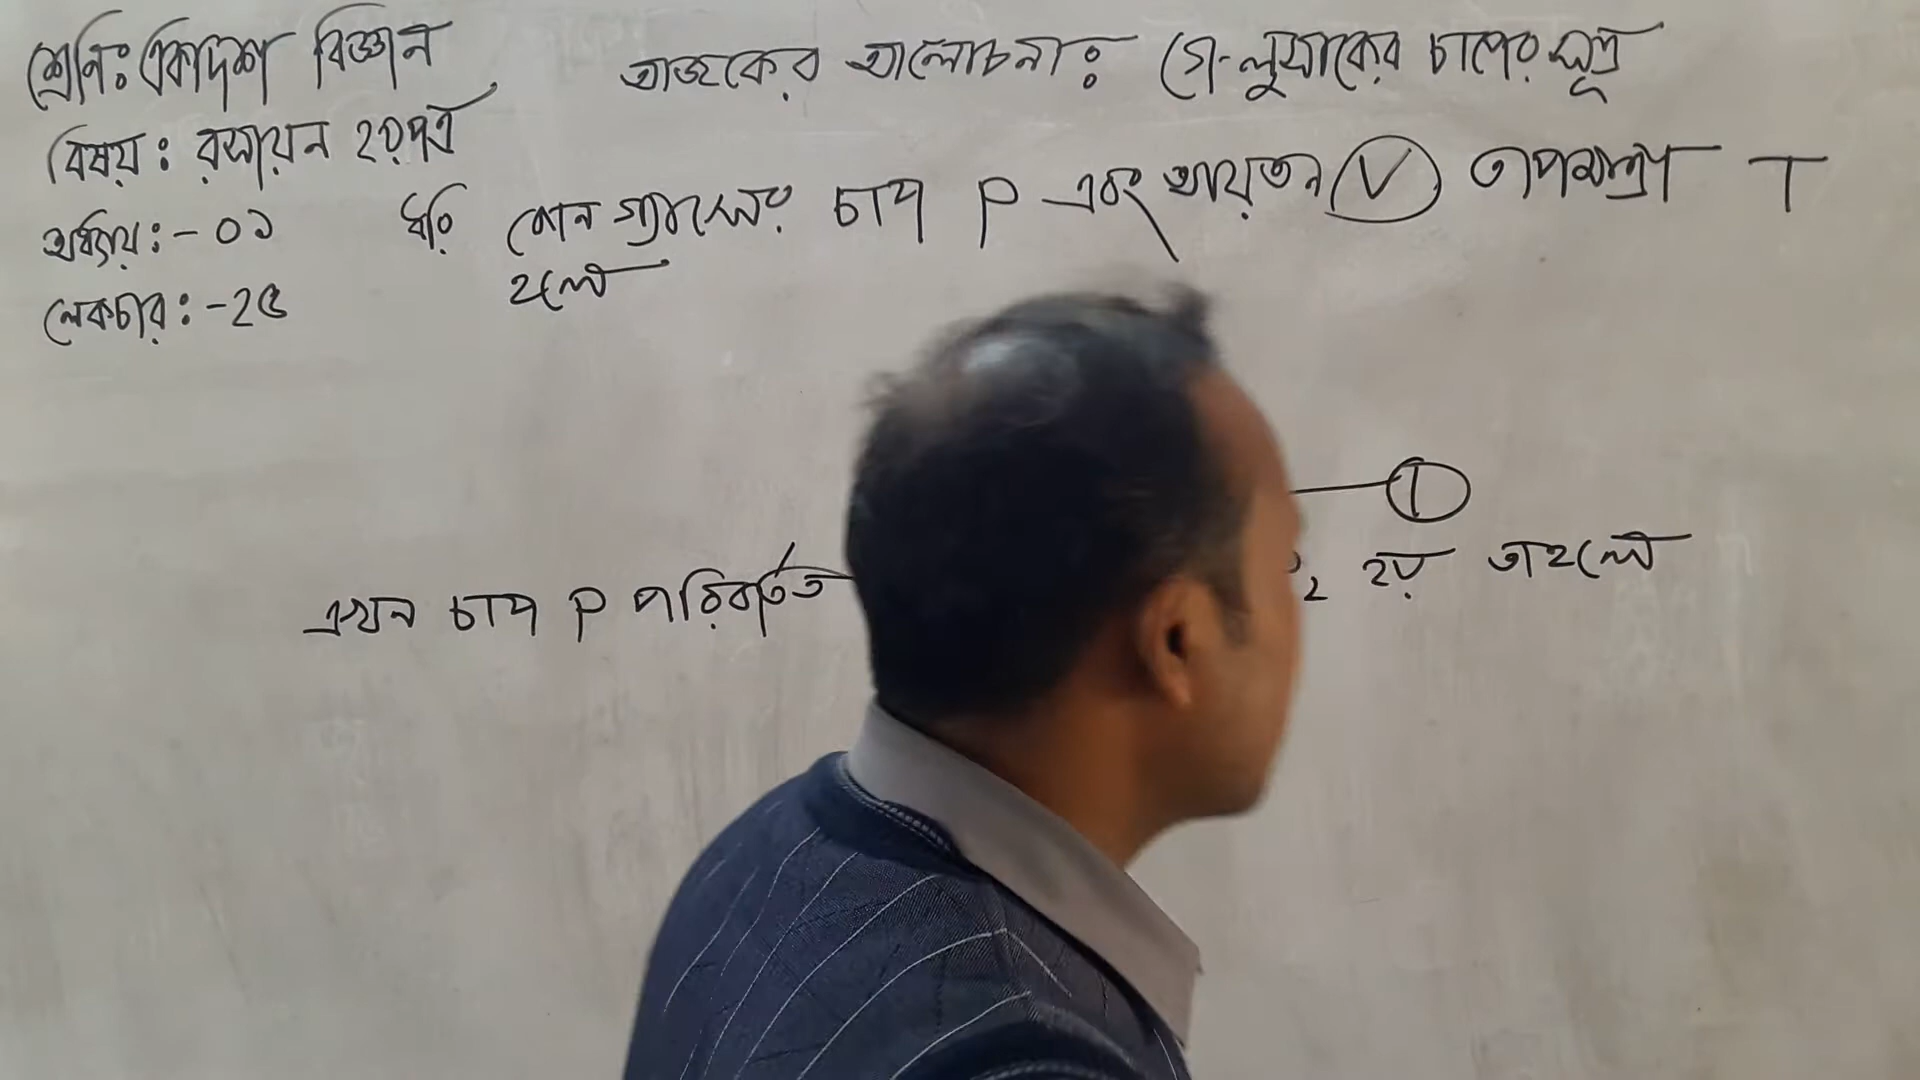 শ্রেনিঃ একাদশ বিজ্ঞান
বিষয়ঃ রসায়ন ২য়পত্র
অধ্যায়ঃ-০১
লেকচারঃ-২৫
আজকের আলোচনাঃ গে-লুসাকের চাপের সূত্র
ধরি কোন গ্যাসের চাপ P এবং আয়তন V তাপমাত্রা T
হলে
I
এখন চাপ P পরিবর্তিত ₂ হয় তাহলে